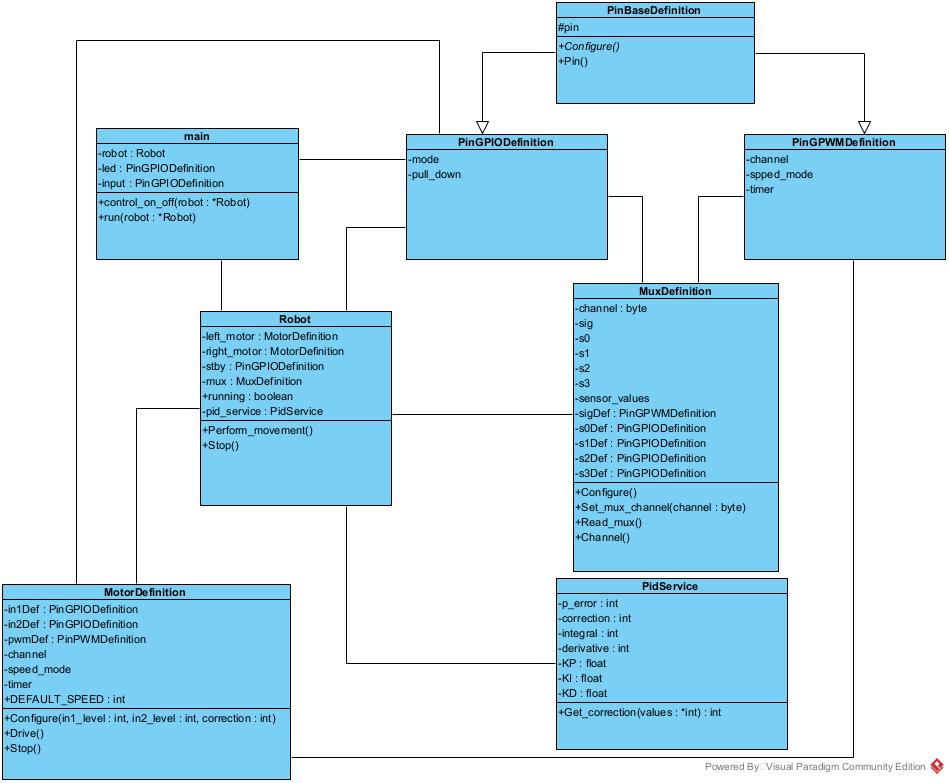 PinBaseDefinition
#pin
+Configure()
+Pin()
main
-robot : Robot
-led : PinGPIODefinition
-input : PinGPIODefinition
+control_on_off(robot : *Robot)
+run(robot : *Robot)
PinGPIODefinition
-mode
-pull_down
PinGPWMDefinition
-channel
-spped_mode
-timer
Robot
-left_motor : MotorDefinition
-right_motor : MotorDefinition
-stby : PinGPIODefinition
-mux : MuxDefinition
+running : boolean
-pid_service : PidService
+Perform_movement()
+Stop()
MuxDefinition
-channel : byte
-sig
-s0
-s1
-s2
-s3
-sensor_values
-sigDef : PinGPWMDefinition
-s0Def : PinGPIODefinition
-s1Def : PinGPIODefinition
-s2Def : PinGPIODefinition
-s3Def : PinGPIODefinition
+Configure()
+Set_mux_channel(channel : byte)
+Read_mux()
+Channel()
MotorDefinition
-in1Def : PinGPIODefinition
-in2Def : PinGPIODefinition
-pwmDef : PinPWMDefinition
-channel
-speed_mode
-timer
+DEFAULT_SPEED : int
+Configure(in1_level : int, in2_level : int, correction : int)
+Drive()
+Stop()
PidService
-p_error : int
-correction : int
-integral : int
-derivative : int
-KP : float
-KI : float
-KD : float
+Get_correction(values : *int) : int
Powered By Visual Paradigm Community Edition